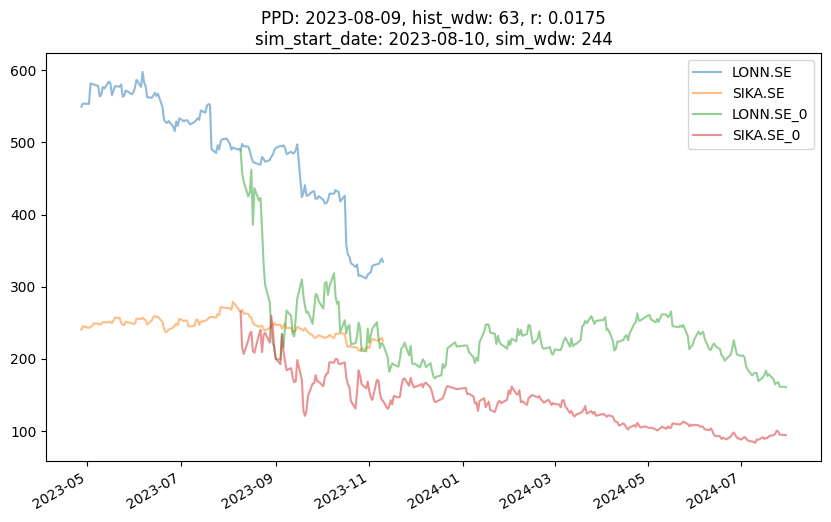 PPD: 2023-08-09, hist_wdw: 63, r: 0.0175
sim_start_date: 2023-08-10, sim_wdw: 244
LONN.SE
SIKA.SE
LONN.SE_0
SIKA.SE_0
600
500
400
300
200
100
2023-05
2023-07
2023-09
2023-11
2024-01
2024-03
2024-05
2024-07